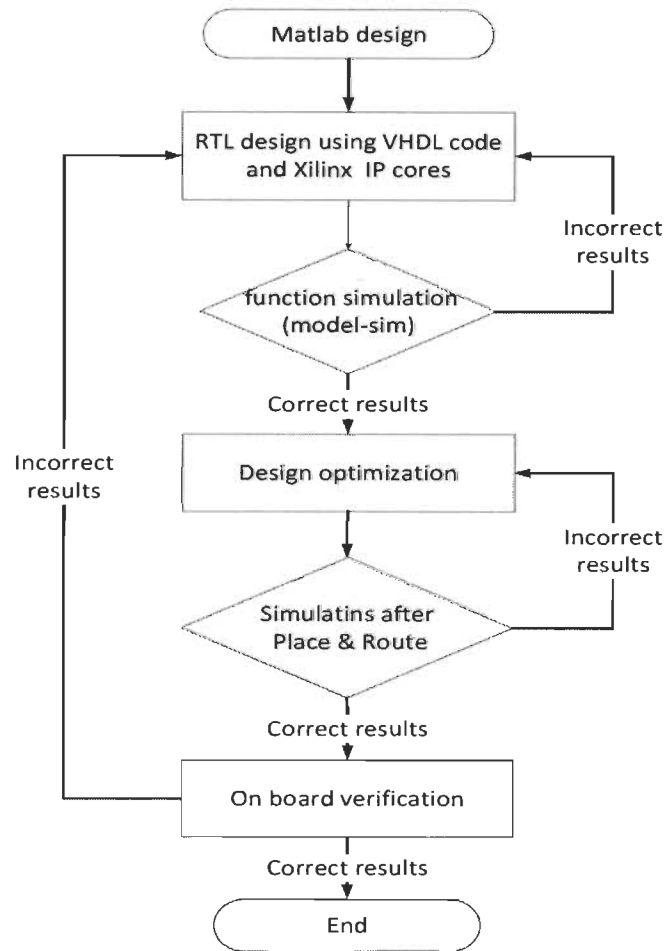 Matlab design
RTL design using VHDL code
and Xilinx IP cores
Incorrect
results
function simulation
(model-sim)
Correct results
Incorrect
results
Design optimization
Incorrect
results
Simulatins after
Place & Route
Correct results
On board verification
Correct results
End